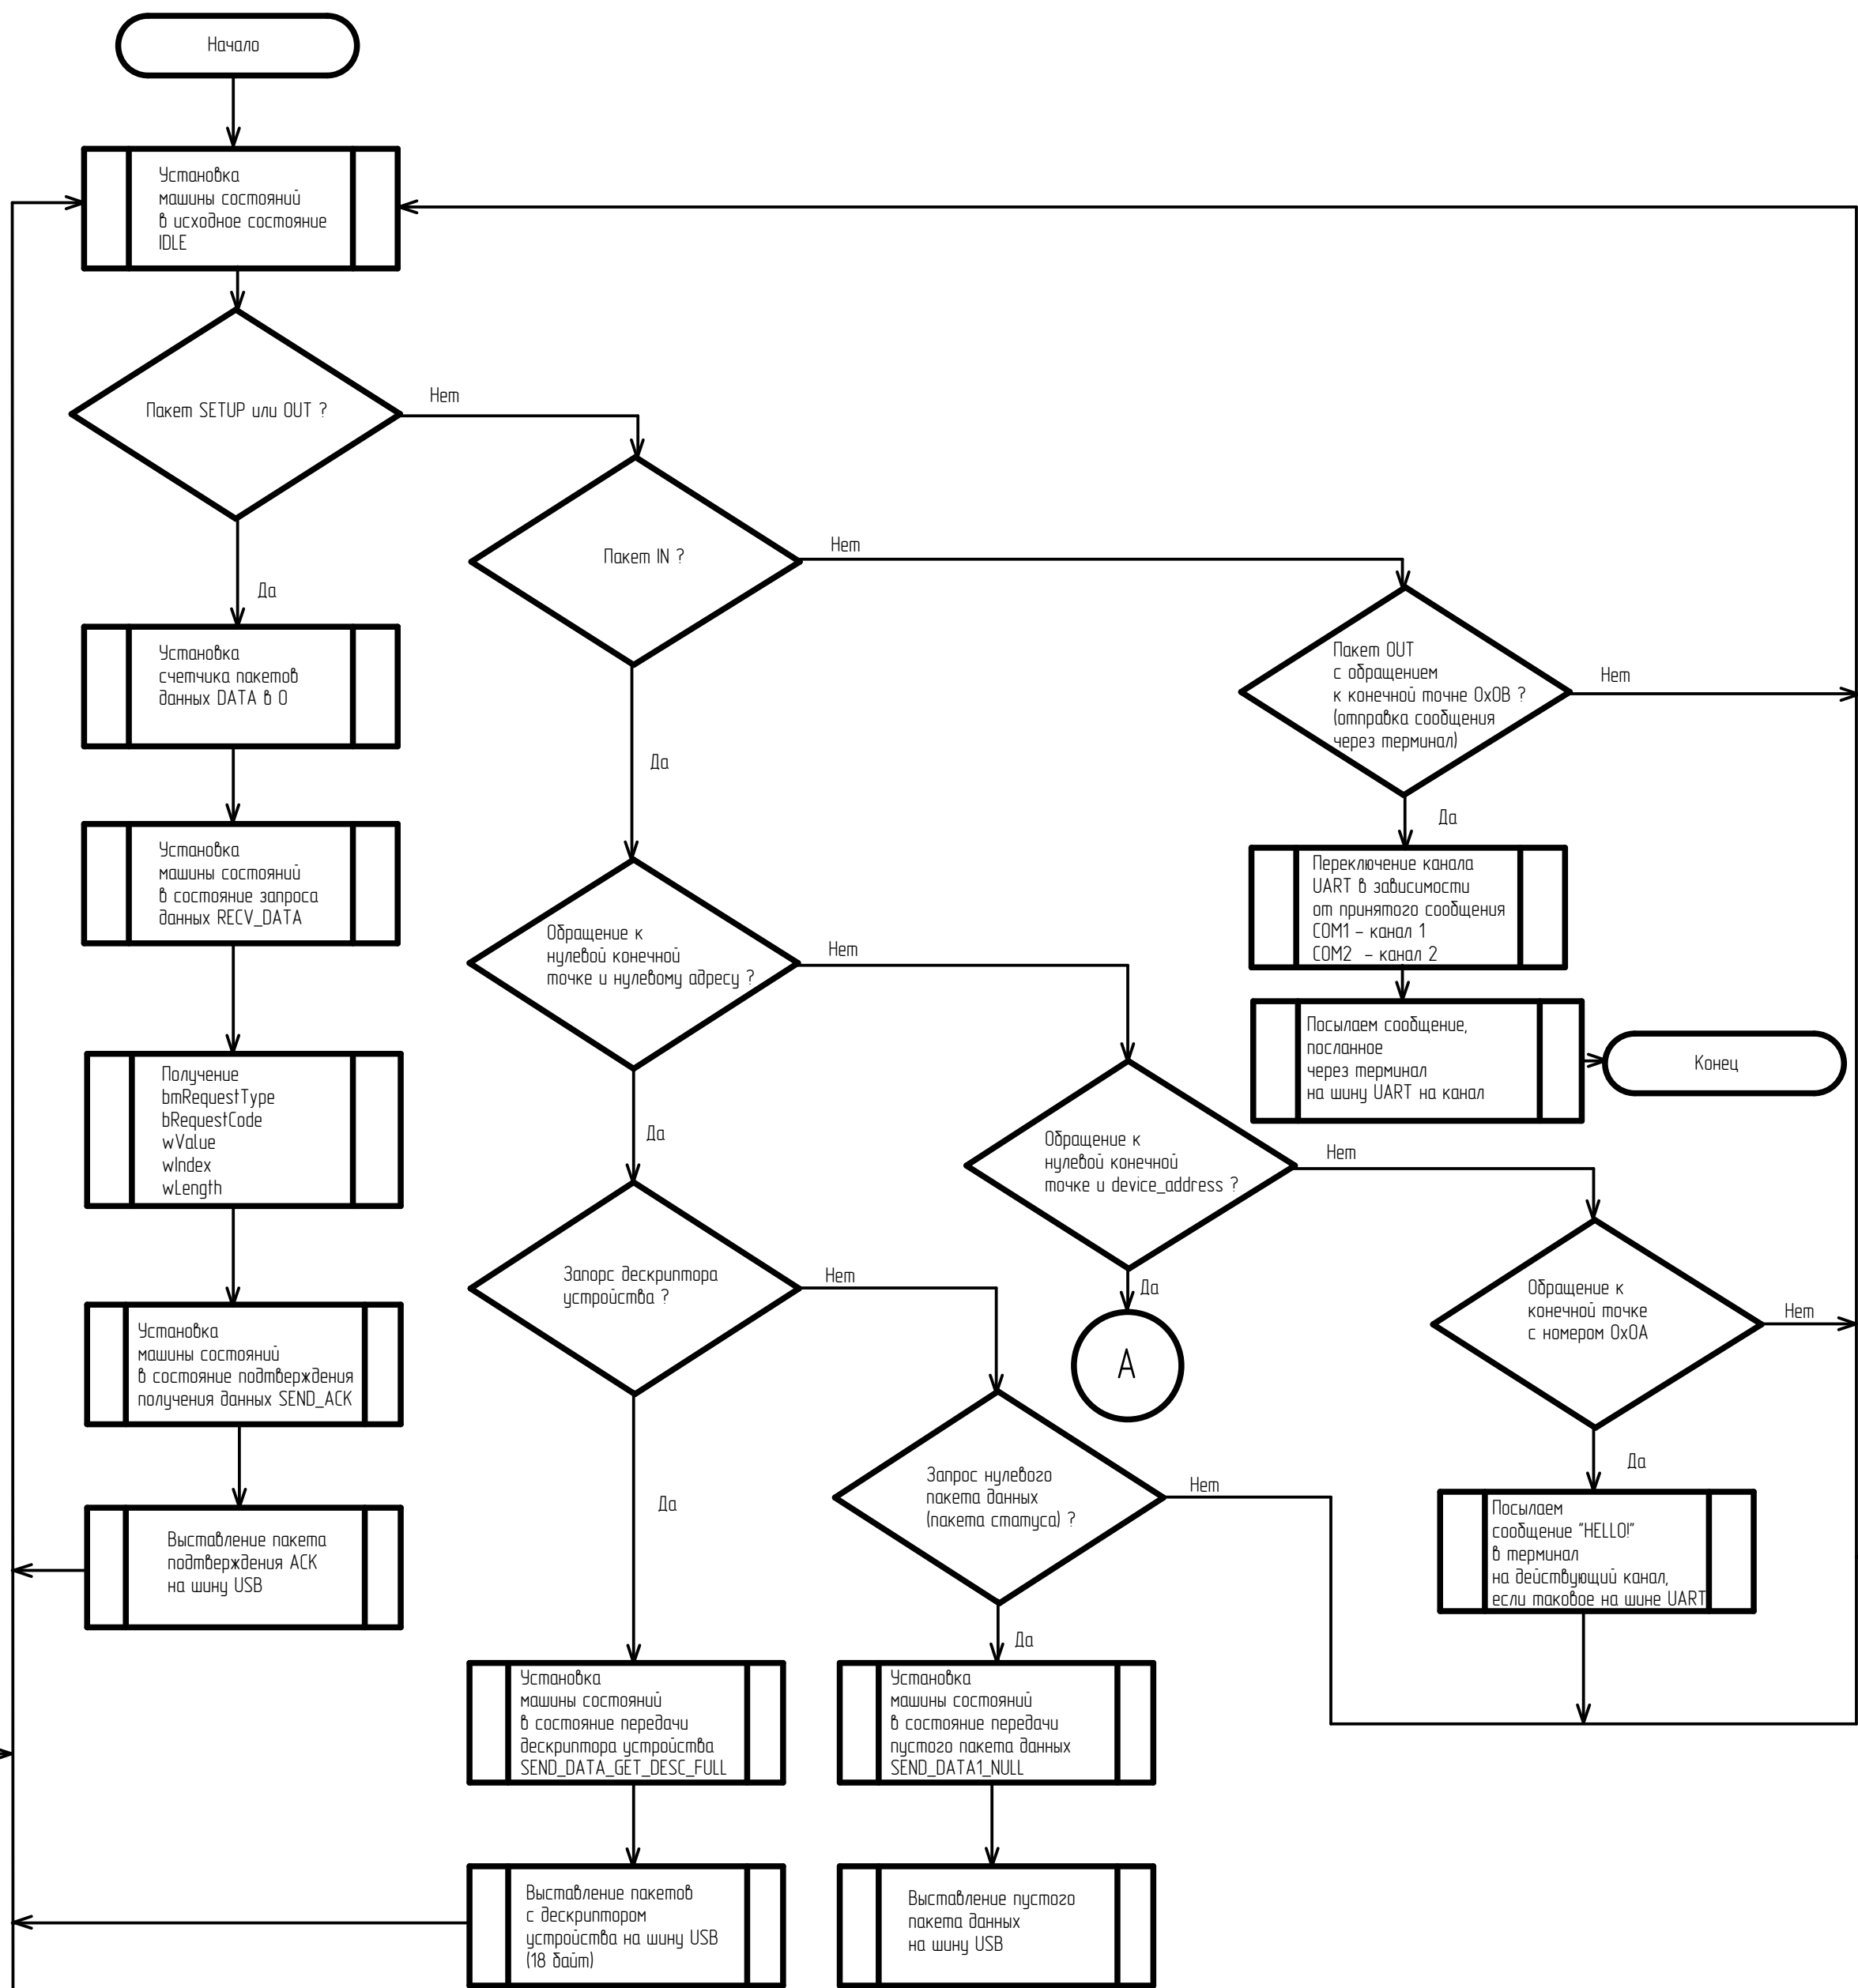 Начало
Установка
машины состояний
в исходное состояние
IDLE
Пакет SETUP или OUT ?
Нет
Да
Установка
счетчика пакетов
данных DATA в 0
Установка
машины состояний
в состояние запроса
данных RECV_DATA
Получение
bmRequestType
bRequestCode
wValue
wIndex
wLength
Установка
машины состояний
в состояние подтверждения
получения данных SEND_ACK
Выставление пакета
подтверждения ACK
на шину USB
Пакет IN ?
Нет
Да
Обращение к
нулевой конечной
точке и нулевому адресу ?
Нет
Да
Запорс дескриптора
устройства ?
Нет
Да
Установка
машины состояний
в состояние передачи
дескриптора устройства
SEND_DATA_GET_DESC_FULL
Выставление пакетов
с дескриптором
устройства на шину USB
(18 байт)
Запрос нулевого
пакета данных
(пакета статуса) ?
Нет
Да
Установка
машины состояний
в состояние передачи
пустого пакета данных
SEND_DATA1_NULL
Выставление пустого
пакета данных
на шину USB
Обращение к
нулевой конечной
точке и device_address ?
Нет
Да
А
Пакет OUT
с обращением
к конечной точне 0x0B ?
(отправка сообщения
через терминал)
Нет
Да
Переключение канала
UART в зависимости
от принятого сообщения
COM1 – канал 1
COM2 – канал 2
Посылаем сообщение,
посланное
через терминал
на шину UART на канал
Конец
Обращение к
конечной точке
с номером 0x0A
Нет
Да
Посылаем
сообщение "HELLO!"
в терминал
на действующий канал,
если таковое на шине UART